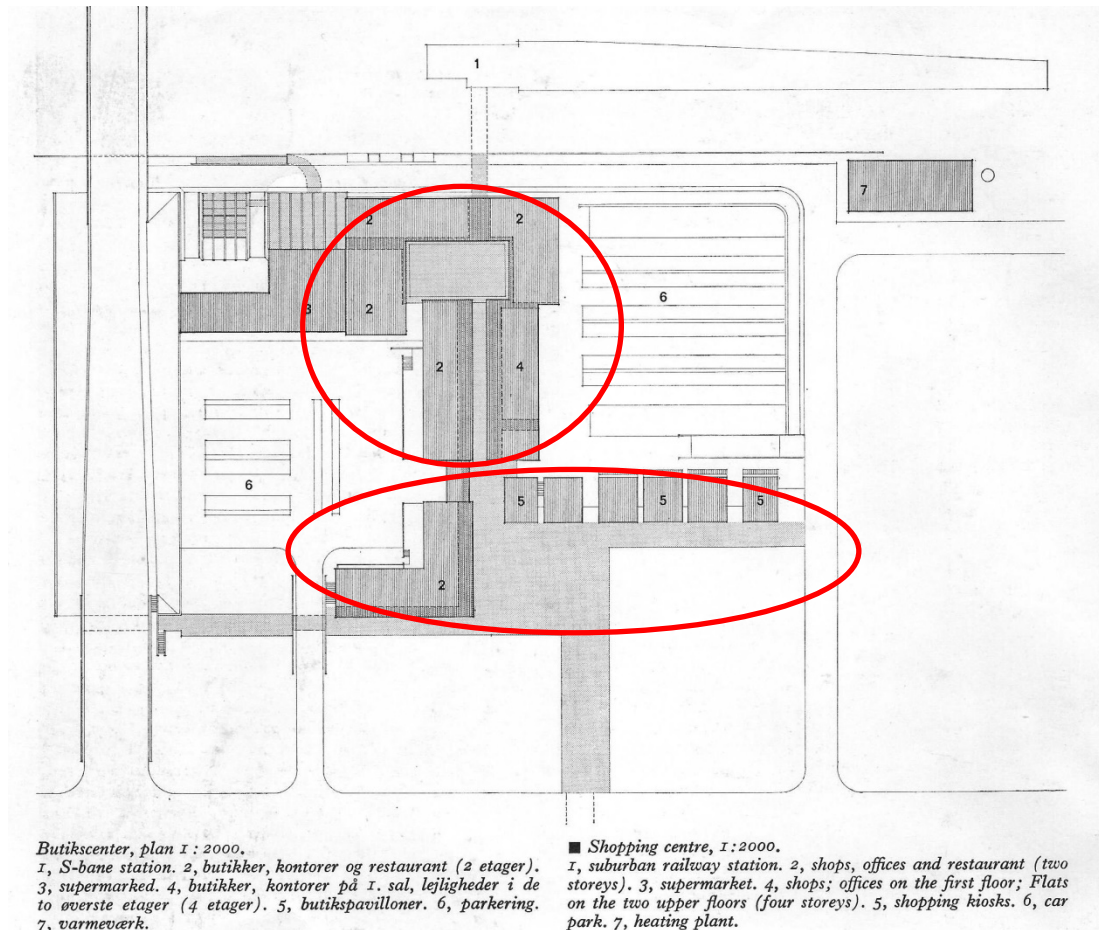 1
2
2
7
3
2
6
2
4
6
5
5
5
2
Butikscenter, plan 1 : 2000.
1, S-bane station. 2, butikker, kontorer og restaurant (2 etager).
3, supermarked. 4, butikker, kontorer på 1. sal, lejligheder i de
to øverste etager (4 etager). 5, butikspavilloner. 6, parkering.
7, varmeværk.
■ Shopping centre, 1:2000.
1, suburban railway station. 2, shops, offices and restaurant (two
storeys). 3, supermarket. 4, shops; offices on the first floor; Flats
on the two upper floors (four storeys). 5, shopping kiosks. 6, car
park. 7, heating plant.